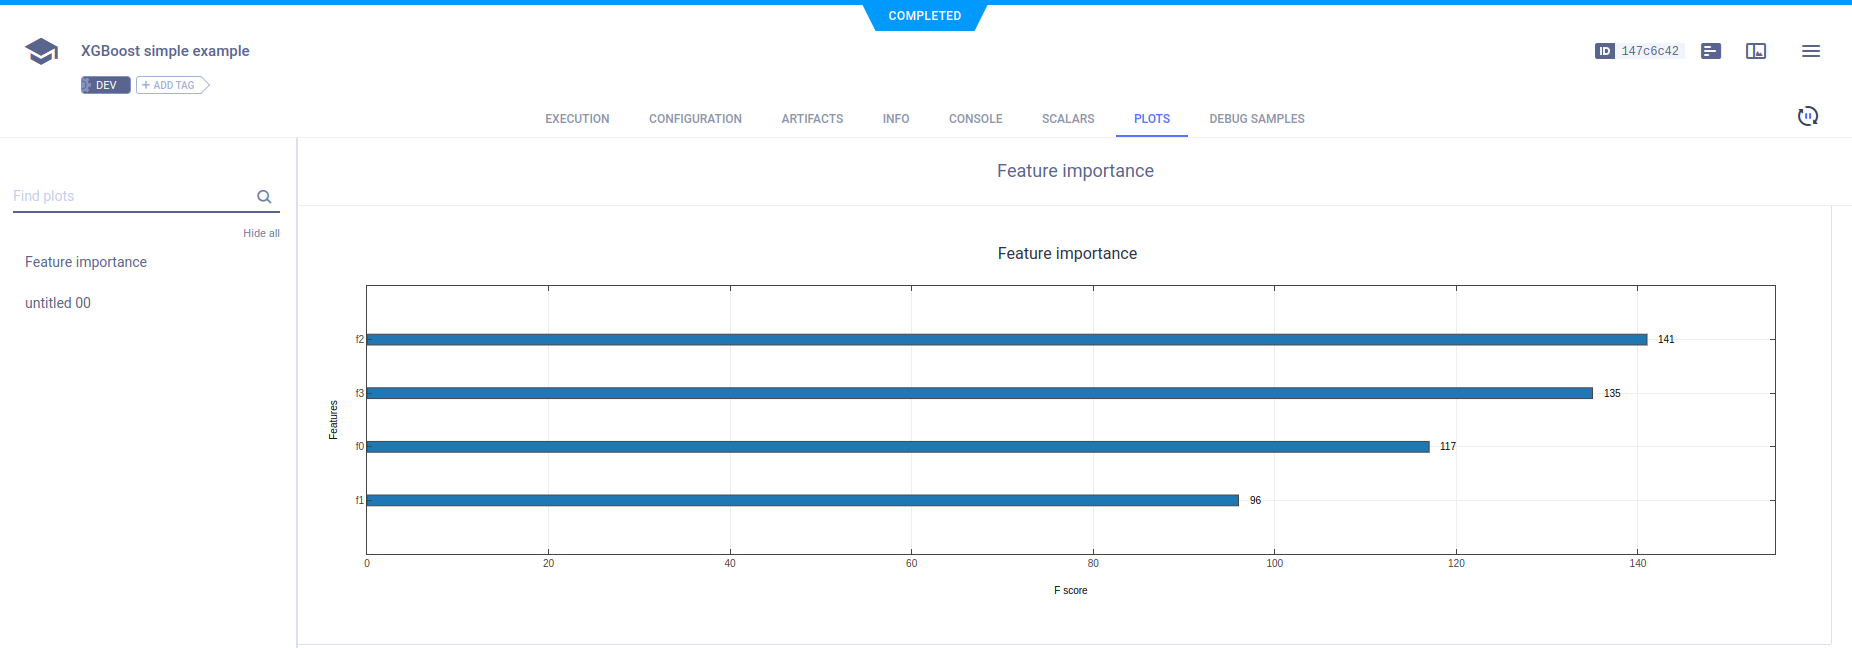 COMPLETED
XGBoost simple example
ID 147c6c42
DEV
+ ADD TAG
EXECUTION CONFIGURATION ARTIFACTS INFO CONSOLE SCALARS PLOTS DEBUG SAMPLES
Feature importance
Find plots
Hide all
Feature importance
untitled 00
Feature importance
f2 141
f3 135
Features
f0 117
f1 96
0 20 40 60 80 100 120 140
F score